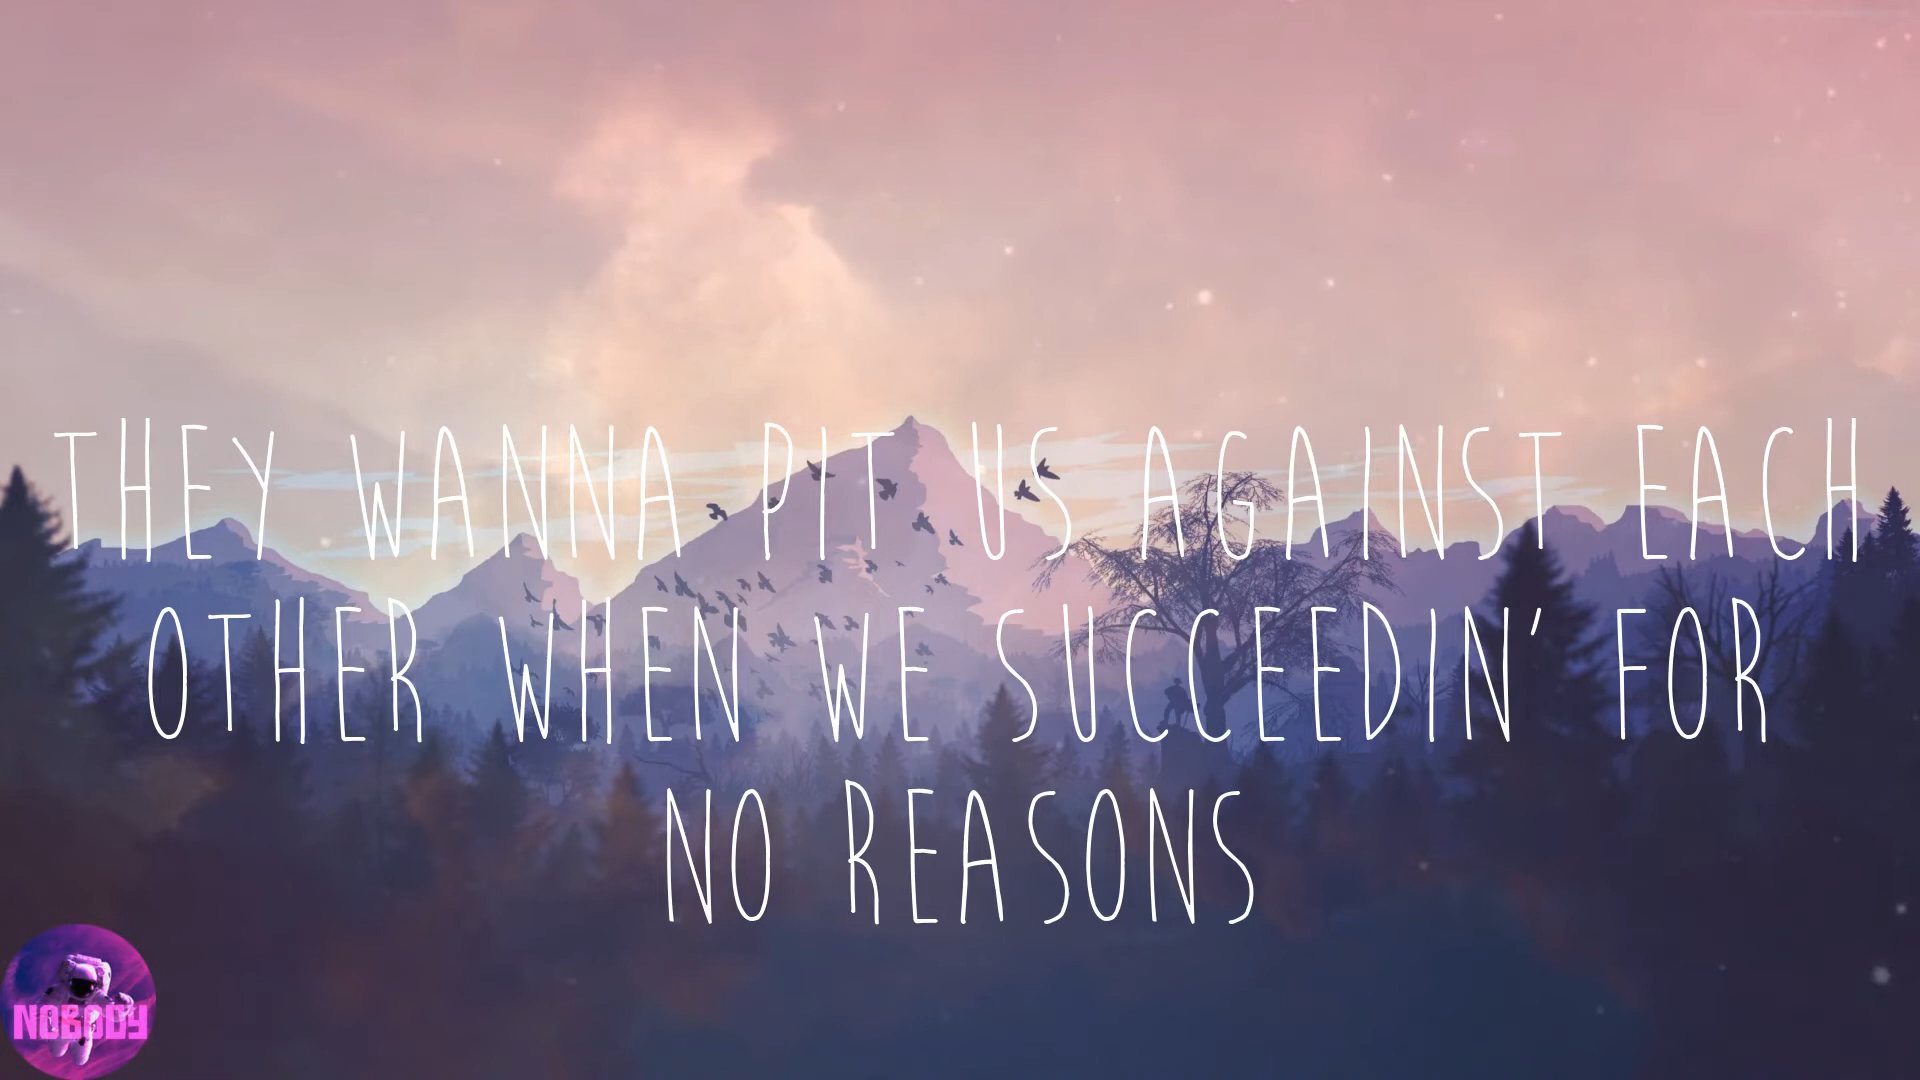 THEY WANNA PIT US AGAINST EACH
OTHER WHEN WE SUCCEEDIN' FOR
NO REASONS
NOBODY